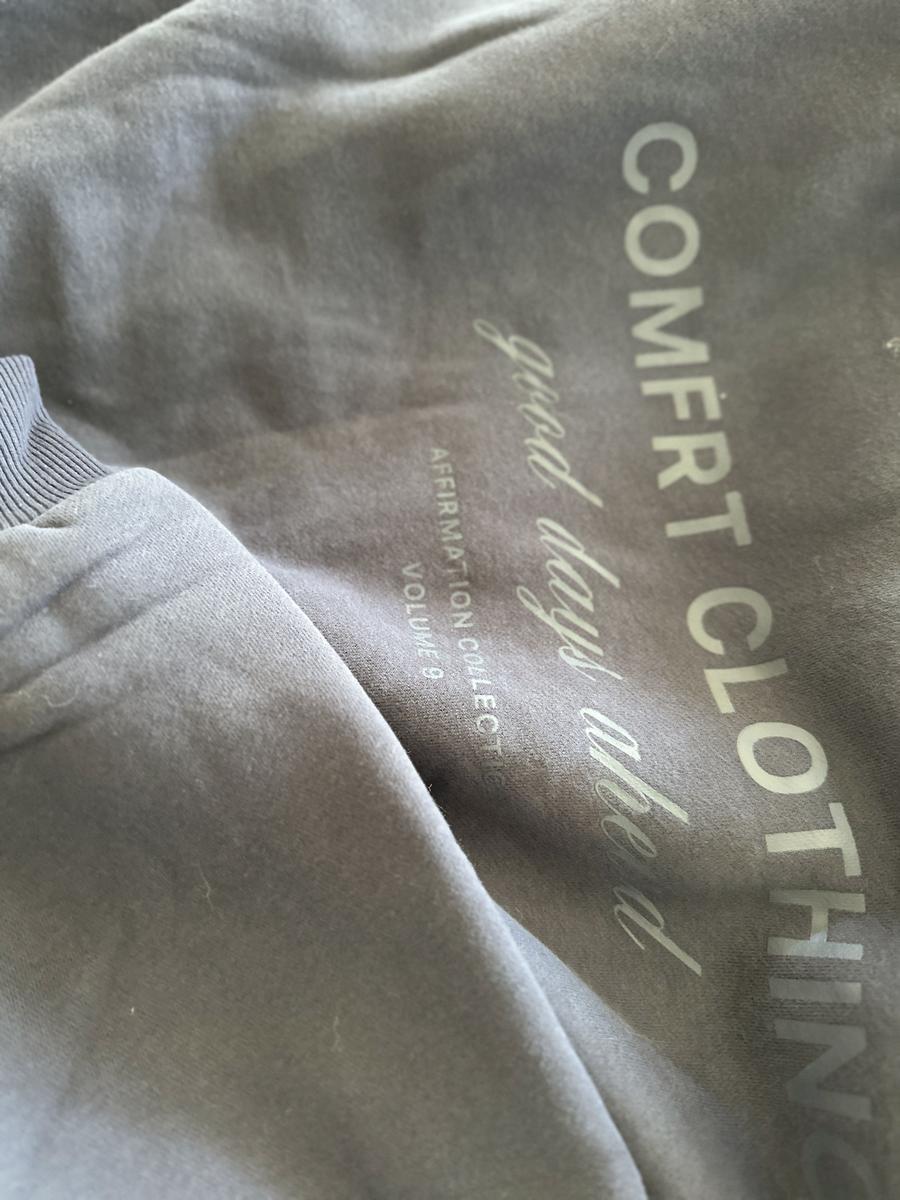 COMFRT CLOTHING
good days ahead
AFFIRMATION COLLECTION
VOLUME 9